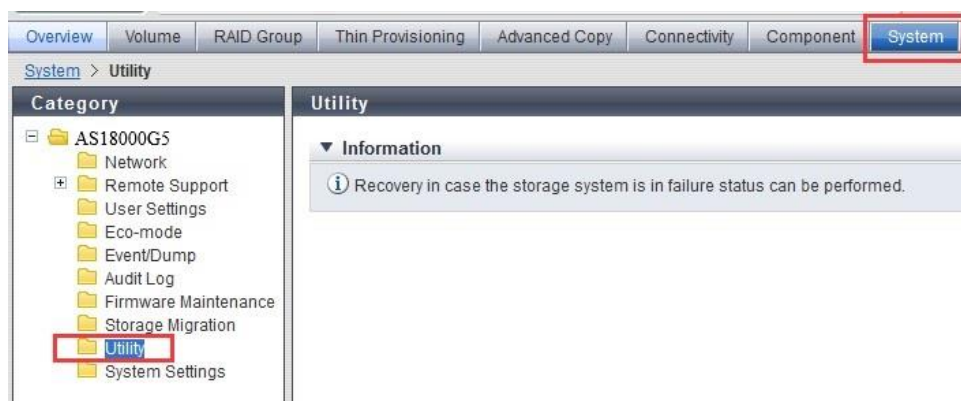 Overview Volume RAID Group Thin Provisioning Advanced Copy Connectivity Component System
System > Utility
Category
AS18000G5
Network
Remote Support
User Settings
Eco-mode
Event/Dump
Audit Log
Firmware Maintenance
Storage Migration
Utility
System Settings
Utility
Information
Recovery in case the storage system is in failure status can be performed.